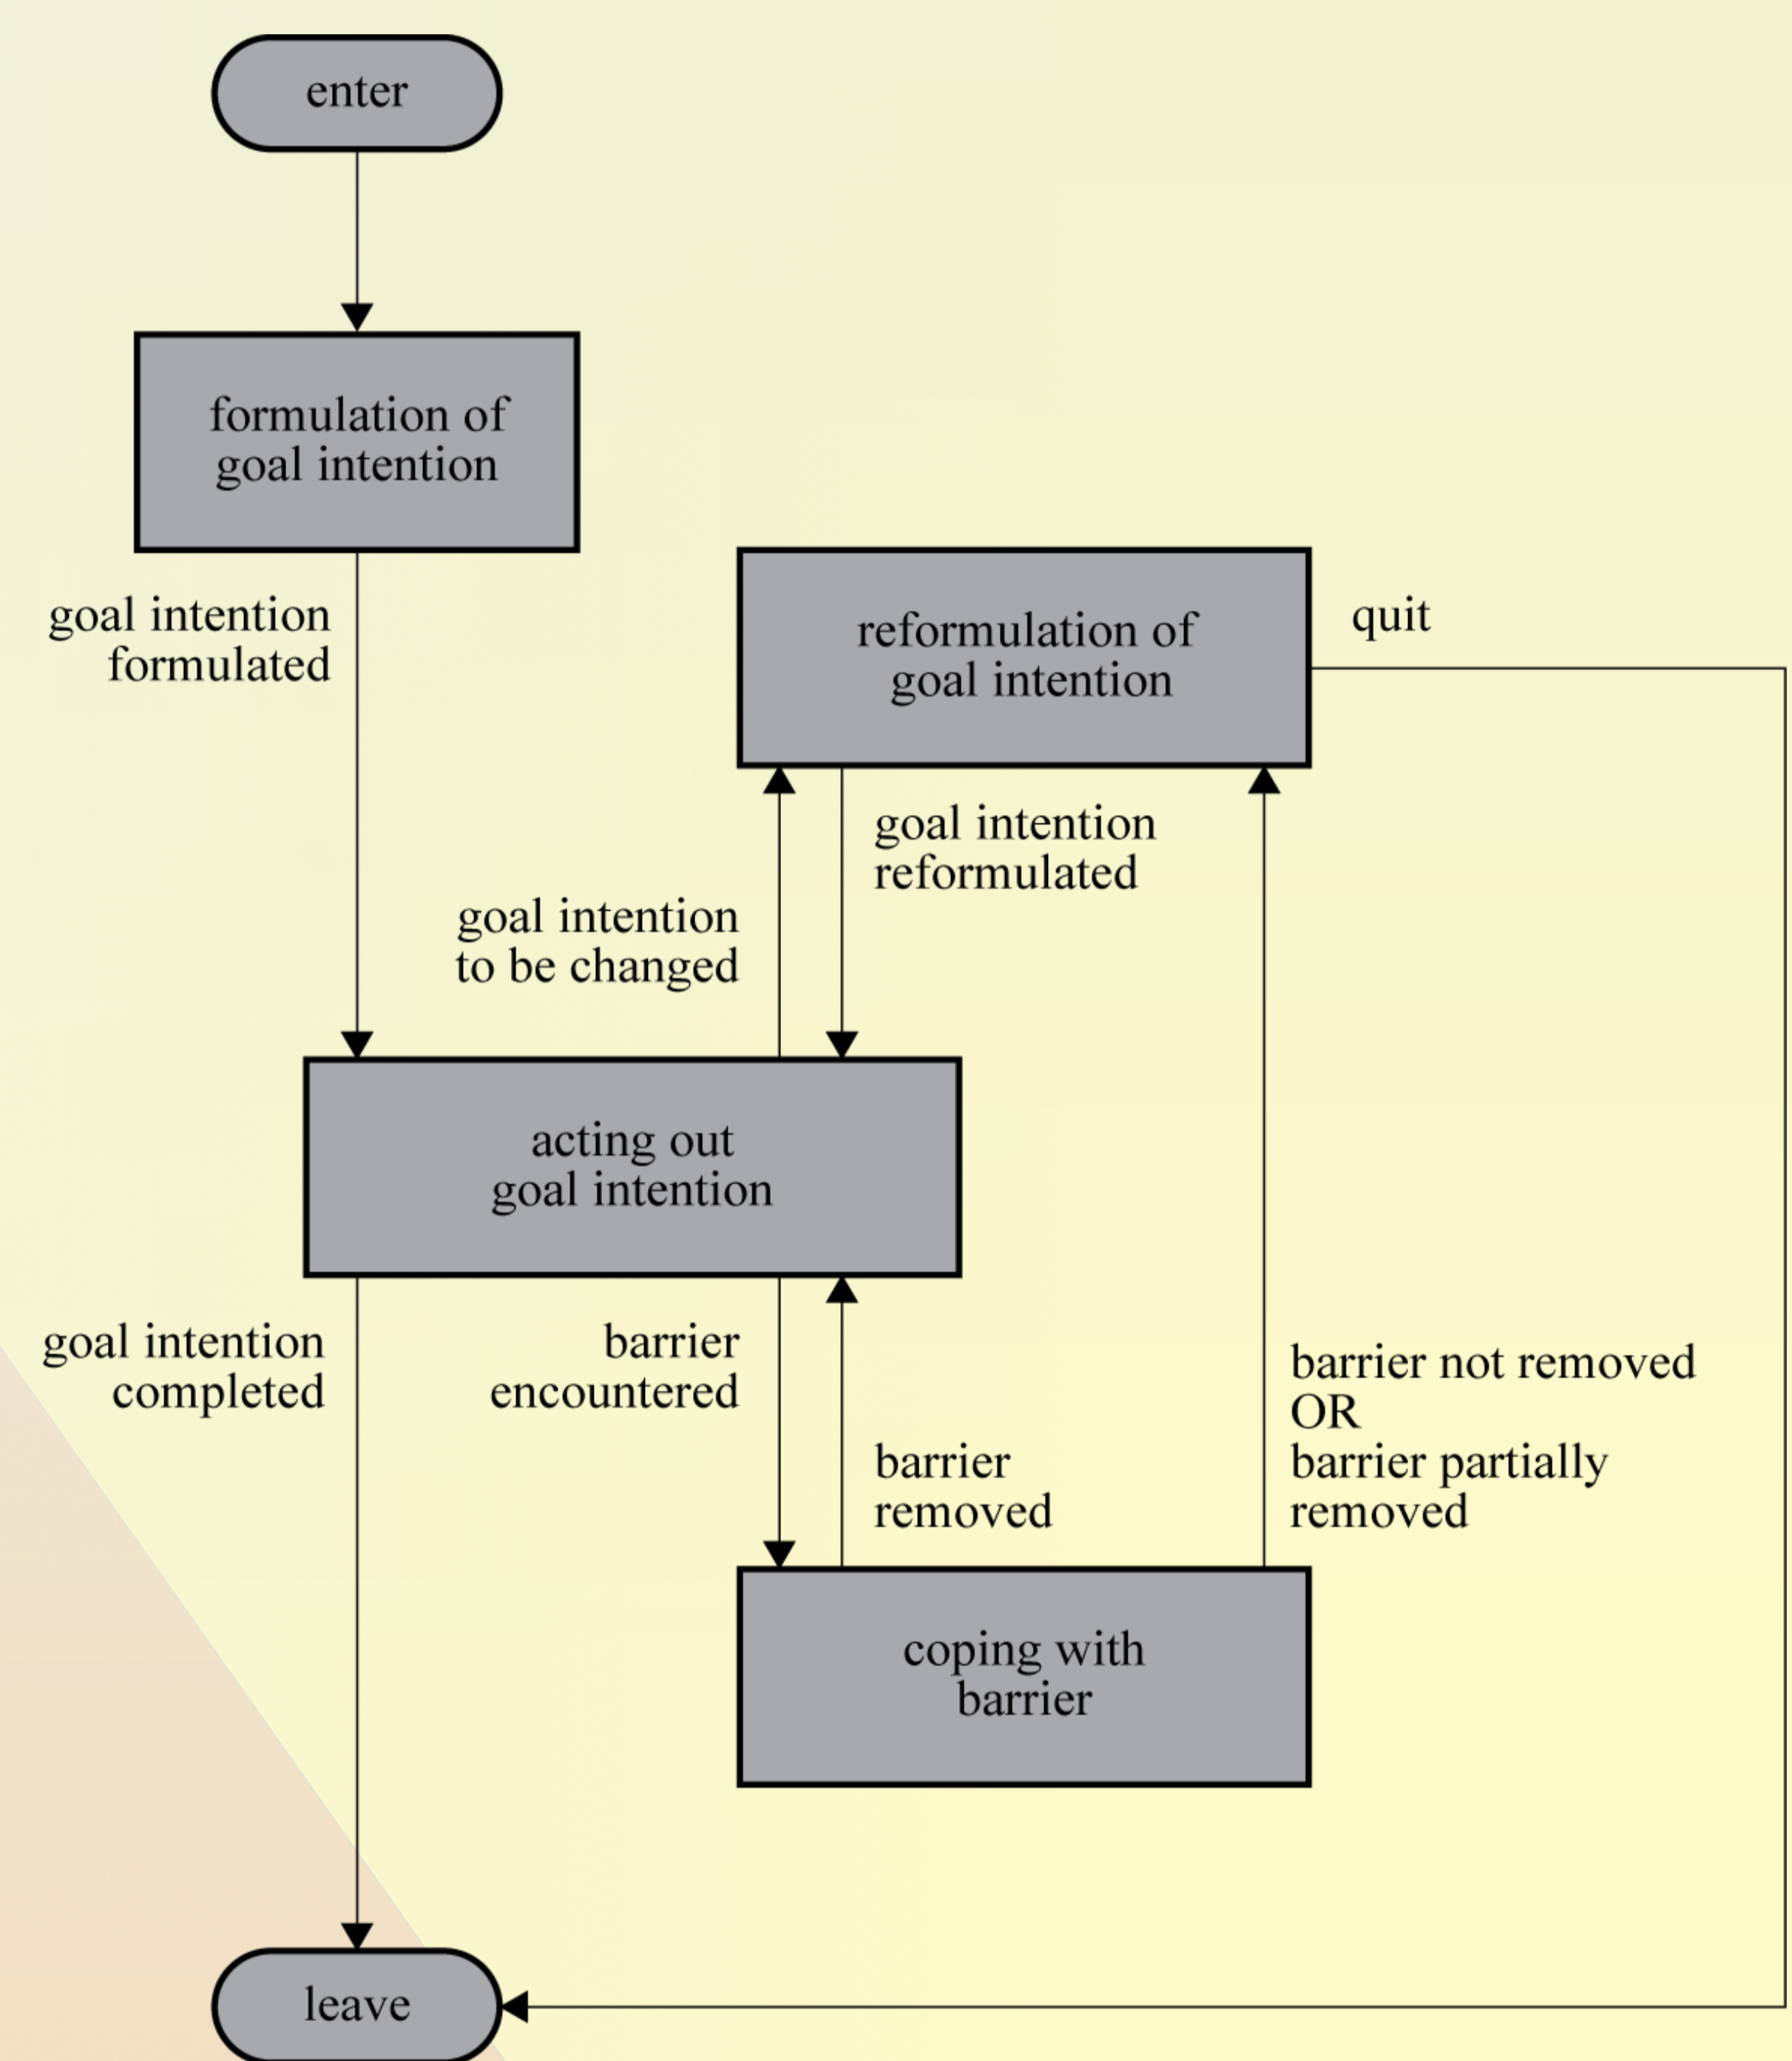 enter
formulation of
goal intention
goal intention
formulated
reformulation of
goal intention
quit
goal intention
reformulated
goal intention
to be changed
acting out
goal intention
goal intention
completed
barrier
encountered
barrier
removed
barrier not removed
OR
barrier partially
removed
coping with
barrier
leave